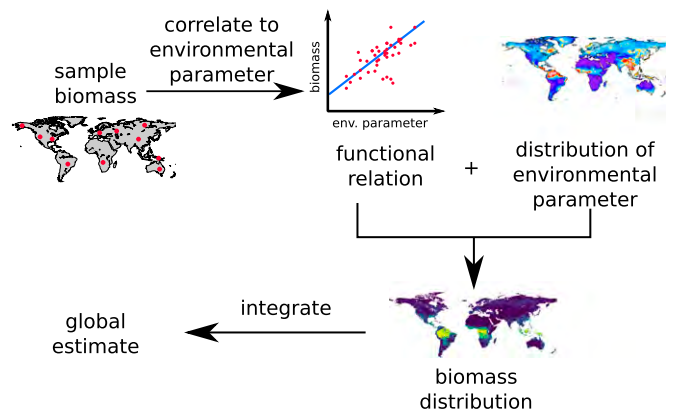 sample
biomass
correlate to
environmental
parameter
biomass
env. parameter
functional
relation
+
distribution of
environmental
parameter
biomass
distribution
integrate
global
estimate